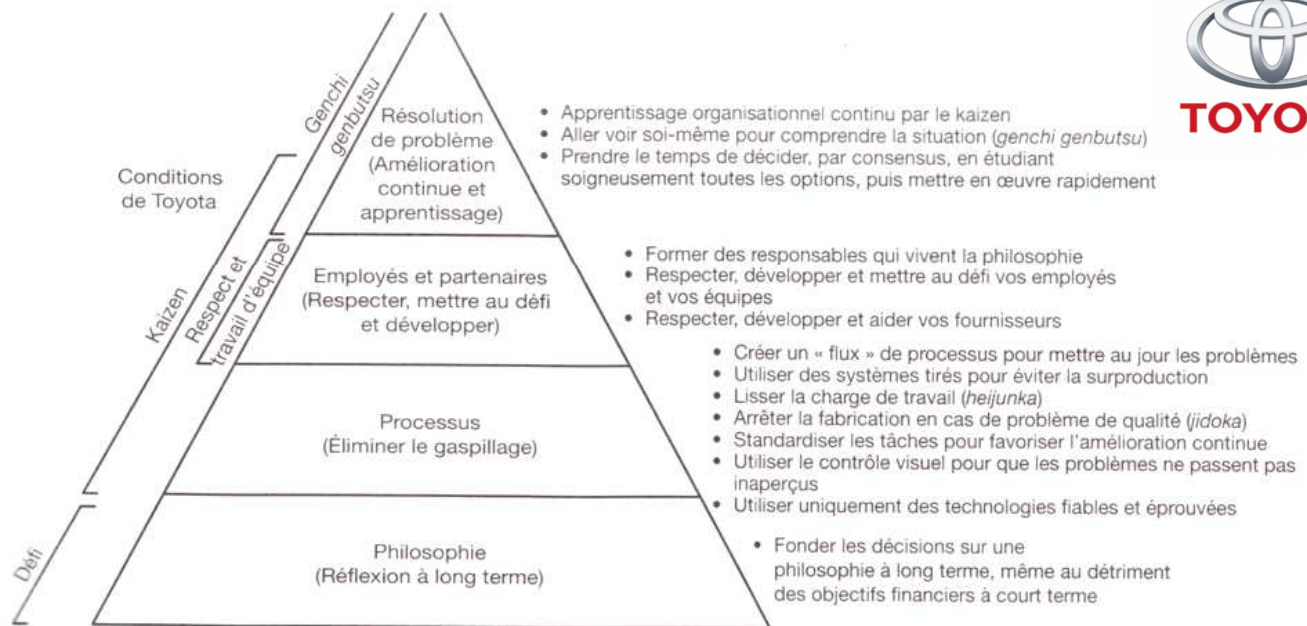 TOYO
Genchi
genbutsu
Résolution
de problème
(Amélioration
continue et
apprentissage)
• Apprentissage organisationnel continu par le kaizen
• Aller voir soi-même pour comprendre la situation (genchi genbutsu)
• Prendre le temps de décider, par consensus, en étudiant
soigneusement toutes les options, puis mettre en œuvre rapidement
Conditions
de Toyota
Kaizen
Respect et
travail d'équipe
Employés et partenaires
(Respecter, mettre au défi
et développer)
• Former des responsables qui vivent la philosophie
• Respecter, développer et mettre au défi vos employés
et vos équipes
• Respecter, développer et aider vos fournisseurs
Processus
(Éliminer le gaspillage)
• Créer un « flux » de processus pour mettre au jour les problèmes
• Utiliser des systèmes tirés pour éviter la surproduction
• Lisser la charge de travail (heijunka)
• Arrêter la fabrication en cas de problème de qualité (jidoka)
• Standardiser les tâches pour favoriser l'amélioration continue
• Utiliser le contrôle visuel pour que les problèmes ne passent pas
inaperçus
• Utiliser uniquement des technologies fiables et éprouvées
Défi
Philosophie
(Réflexion à long terme)
• Fonder les décisions sur une
philosophie à long terme, même au détriment
des objectifs financiers à court terme